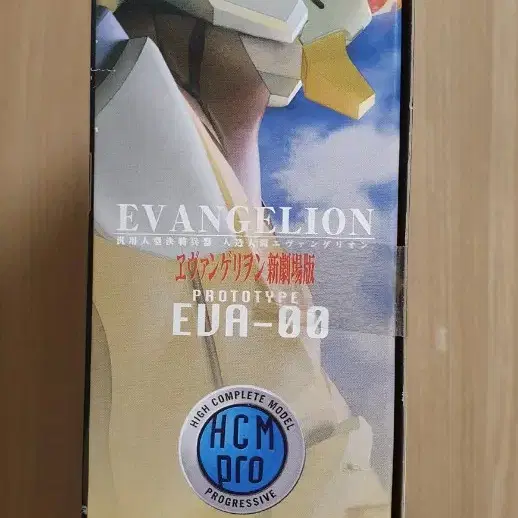 EVANGELION
汎用人型決戦兵器 人造人間エヴァンゲリオン
ヱヴァンゲリヲン新劇場版
PROTOTYPE
EVA-00
HIGH COMPLETE MODEL
HCM
pro
PROGRESSIVE